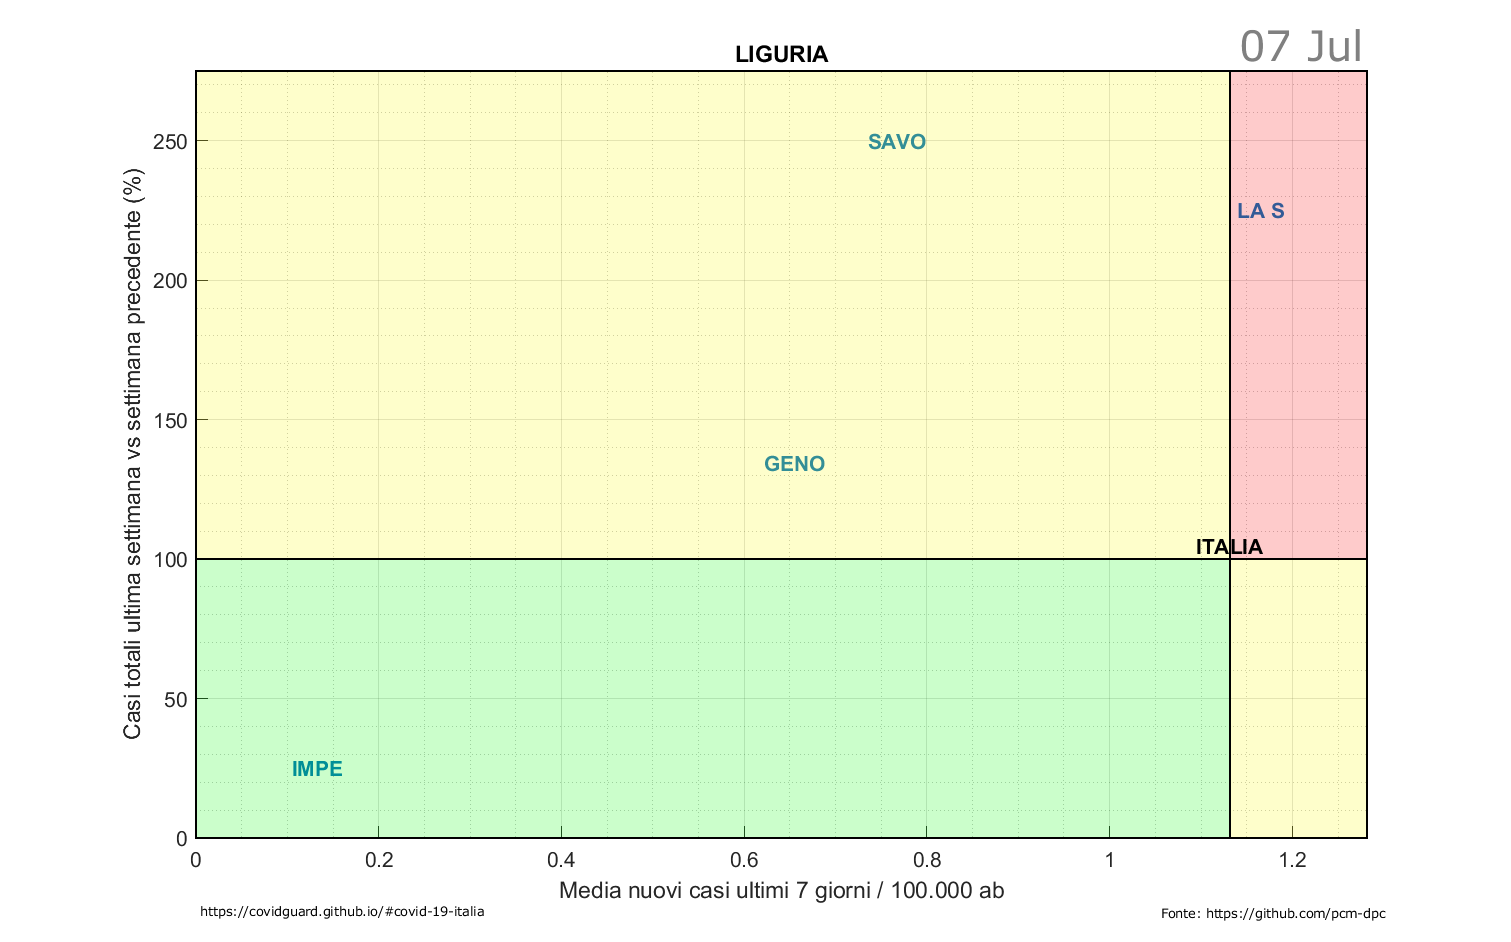 07 Jul
LIGURIA
Casi totali ultima settimana vs settimana precedente (%)
250
200
150
100
50
0
SAVO
LA S
GENO
ITALIA
IMPE
0
0.2
0.4
0.6
0.8
1
1.2
Media nuovi casi ultimi 7 giorni / 100.000 ab
https://covidguard.github.io/#covid-19-italia
Fonte: https://github.com/pcm-dpc